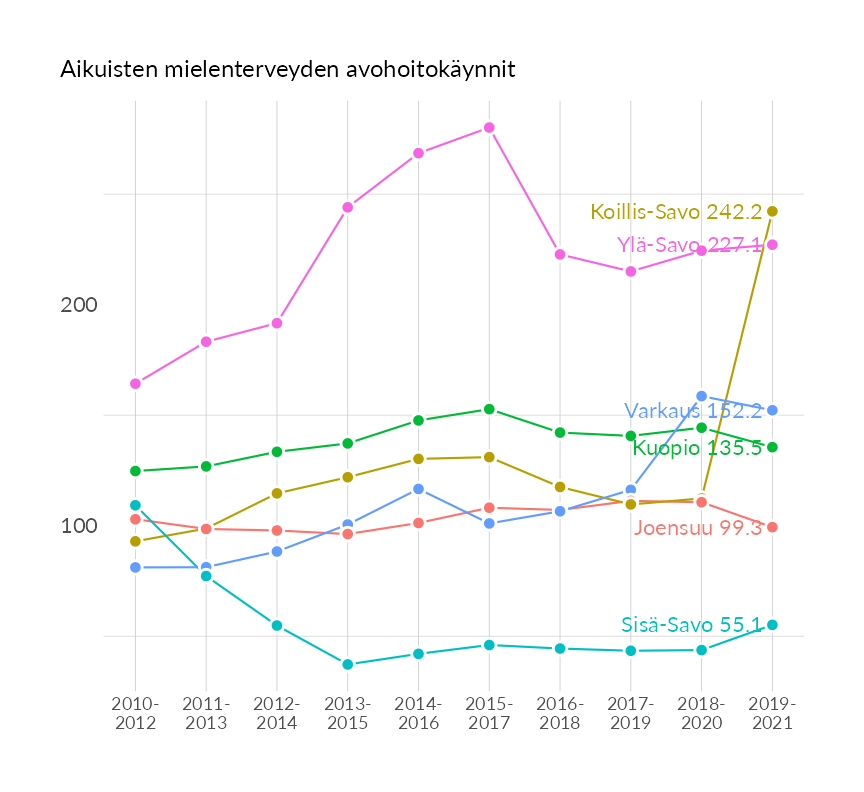 Aikuisten mielenterveyden avohoitokäynnit
Koillis-Savo 242.2
Ylä-Savo 227.1
200
Varkaus 152.2
Kuopio 135.5
100
Joensuu 99.3
Sisä-Savo 55.1
2010- 2011- 2012- 2013- 2014- 2015- 2016- 2017- 2018- 2019-
2012 2013 2014 2015 2016 2017 2018 2019 2020 2021